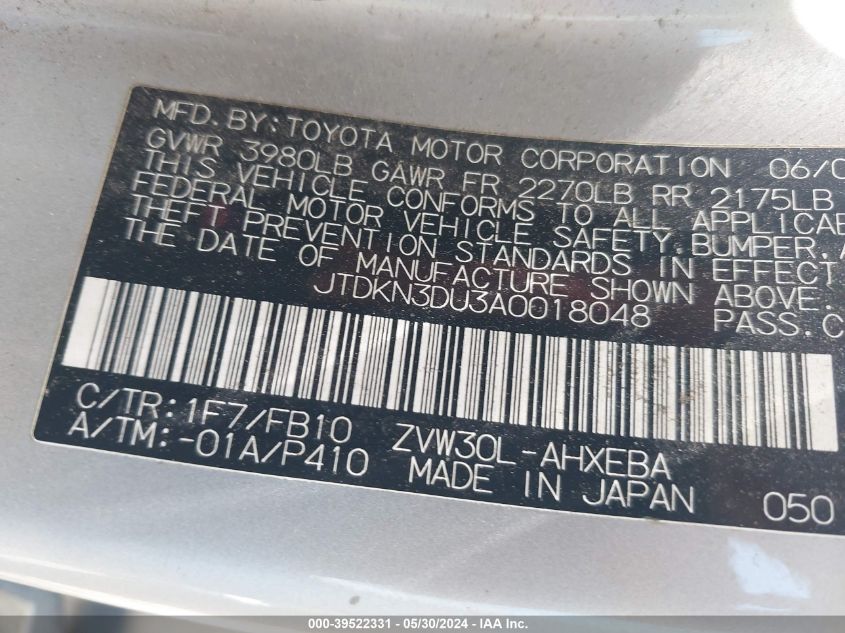 MFD. BY: TOYOTA MOTOR CORPORATION 06/0
GVWR 3980LB GAWR FR 2270LB RR 2175LB
THIS VEHICLE CONFORMS TO ALL APPLICAB
FEDERAL MOTOR VEHICLE SAFETY, BUMPER, A
THEFT PREVENTION STANDARDS IN EFFECT
THE DATE OF MANUFACTURE SHOWN ABOVE.
JTDKN3DU3A0018048 PASS. C
C/TR: 1F7/FB10 ZVW30L-AHXEBA
A/TM: -01A/P410 MADE IN JAPAN 050
000-39522331 - 05/30/2024 - IAA Inc.